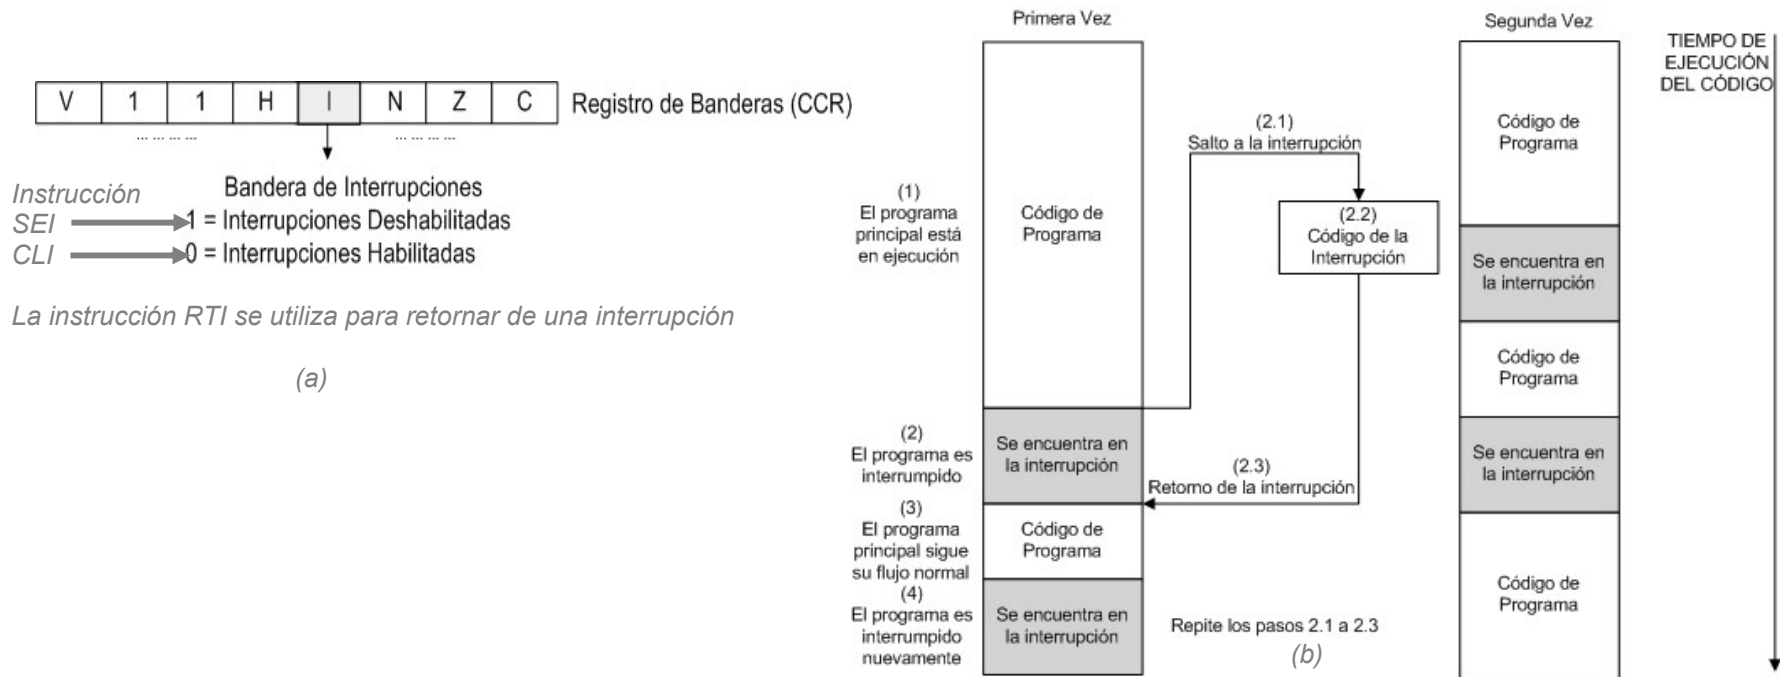 V 1 1 H I N Z C Registro de Banderas (CCR)
... ... ... ... ... ... ... ...
Bandera de Interrupciones
Instrucción
SEI 1 = Interrupciones Deshabilitadas
CLI 0 = Interrupciones Habilitadas
La instrucción RTI se utiliza para retornar de una interrupción
(a)
Primera Vez
(1)
El programa
principal está
en ejecución
Código de
Programa
(2.1)
Salto a la interrupción
(2.2)
Código de la
Interrupción
(2)
El programa es
interrumpido
Se encuentra en
la interrupción
(2.3)
Retorno de la interrupción
(3)
El programa
principal sigue
su flujo normal
Código de
Programa
(4)
El programa es
interrumpido
nuevamente
Se encuentra en
la interrupción
Repite los pasos 2.1 a 2.3
(b)
Segunda Vez
Código de
Programa
Se encuentra en
la interrupción
Código de
Programa
Se encuentra en
la interrupción
Código de
Programa
TIEMPO DE
EJECUCIÓN
DEL CÓDIGO